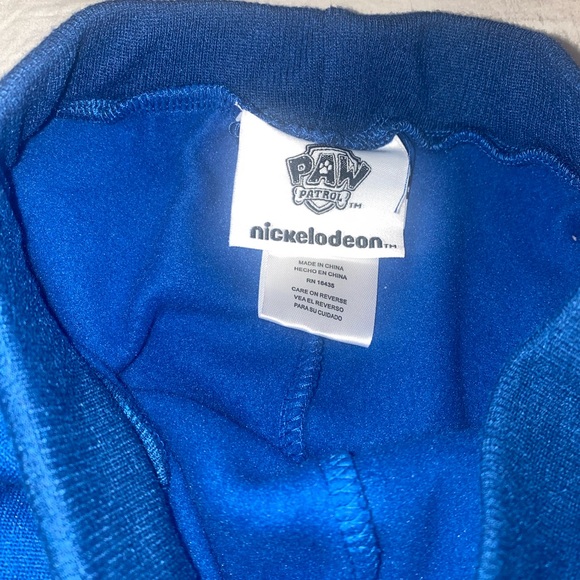 PAW
PATROL TM
nickelodeon TM
MADE IN CHINA
HECHO EN CHINA
RN 16438
CARE ON REVERSE
VEA EL REVERSO
PARA SU CUIDADO